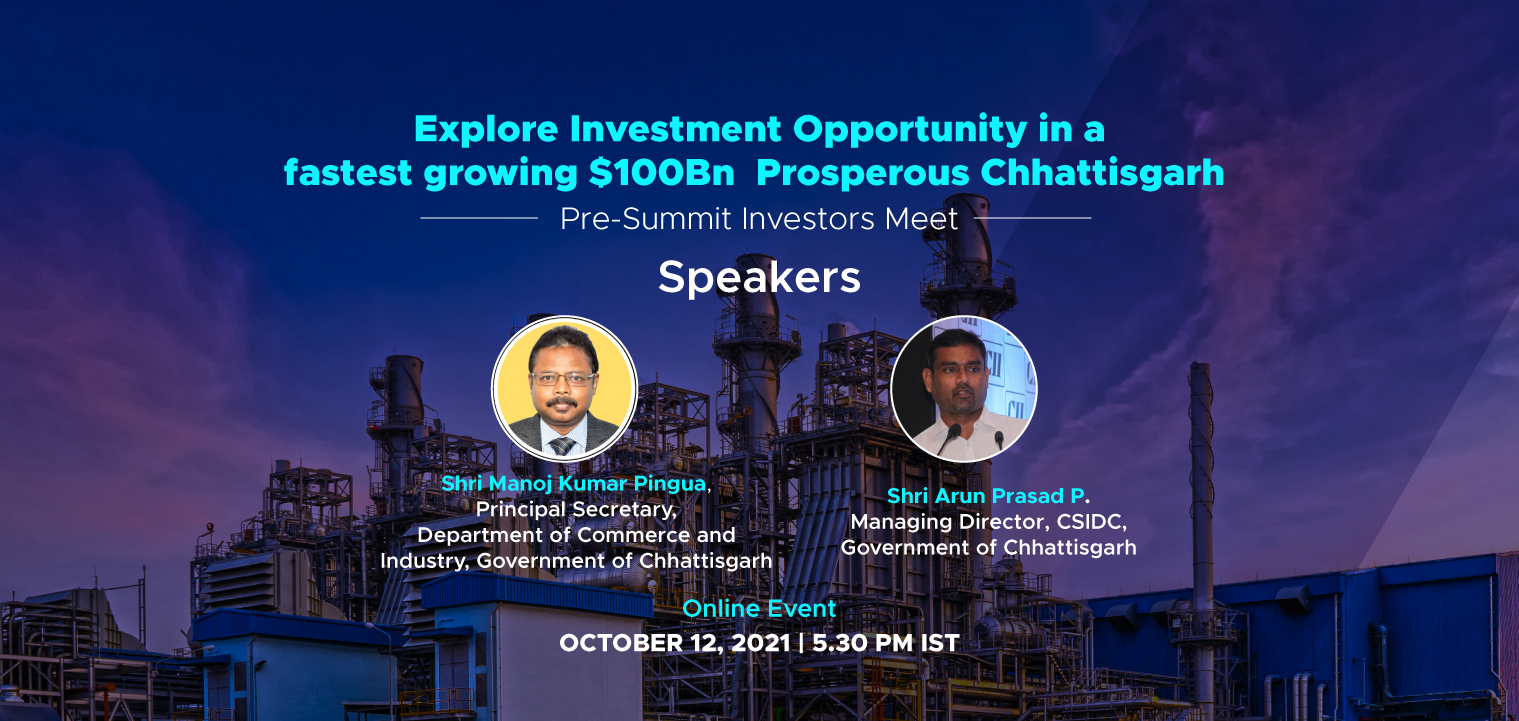 Explore Investment Opportunity in a
fastest growing $100Bn Prosperous Chhattisgarh
Pre-Summit Investors Meet
Speakers
CII
CII
Shri Manoj Kumar Pingua,
Principal Secretary,
Department of Commerce and
Industry, Government of Chhattisgarh
Shri Arun Prasad P.
Managing Director, CSIDC,
Government of Chhattisgarh
Online Event
OCTOBER 12, 2021 | 5.30 PM IST